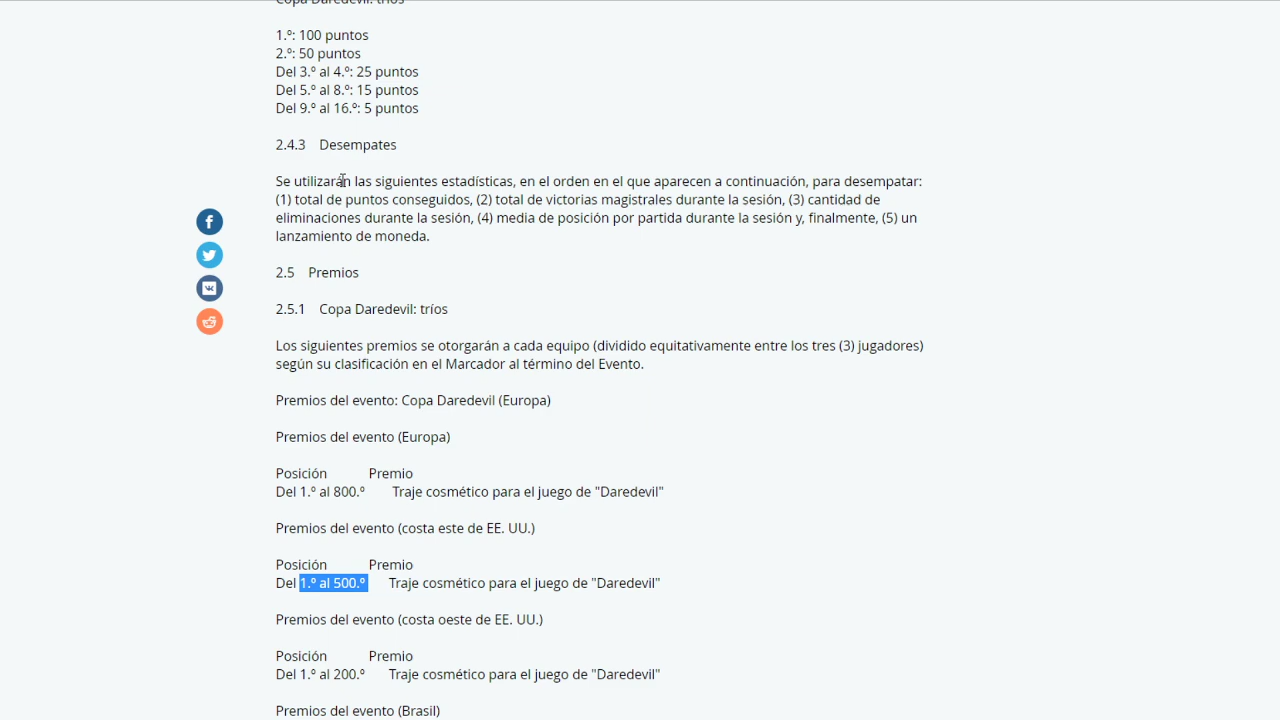 Copa Daredevil: tríos
1.º: 100 puntos
2.º: 50 puntos
Del 3.º al 4.º: 25 puntos
Del 5.º al 8.º: 15 puntos
Del 9.º al 16.º: 5 puntos
2.4.3 Desempates
Se utilizarán las siguientes estadísticas, en el orden en el que aparecen a continuación, para desempatar:
(1) total de puntos conseguidos, (2) total de victorias magistrales durante la sesión, (3) cantidad de
eliminaciones durante la sesión, (4) media de posición por partida durante la sesión y, finalmente, (5) un
lanzamiento de moneda.
2.5 Premios
2.5.1 Copa Daredevil: tríos
Los siguientes premios se otorgarán a cada equipo (dividido equitativamente entre los tres (3) jugadores)
según su clasificación en el Marcador al término del Evento.
Premios del evento: Copa Daredevil (Europa)
Premios del evento (Europa)
Posición Premio
Del 1.º al 800.º Traje cosmético para el juego de "Daredevil"
Premios del evento (costa este de EE. UU.)
Posición Premio
Del 1.º al 500.º Traje cosmético para el juego de "Daredevil"
Premios del evento (costa oeste de EE. UU.)
Posición Premio
Del 1.º al 200.º Traje cosmético para el juego de "Daredevil"
Premios del evento (Brasil)